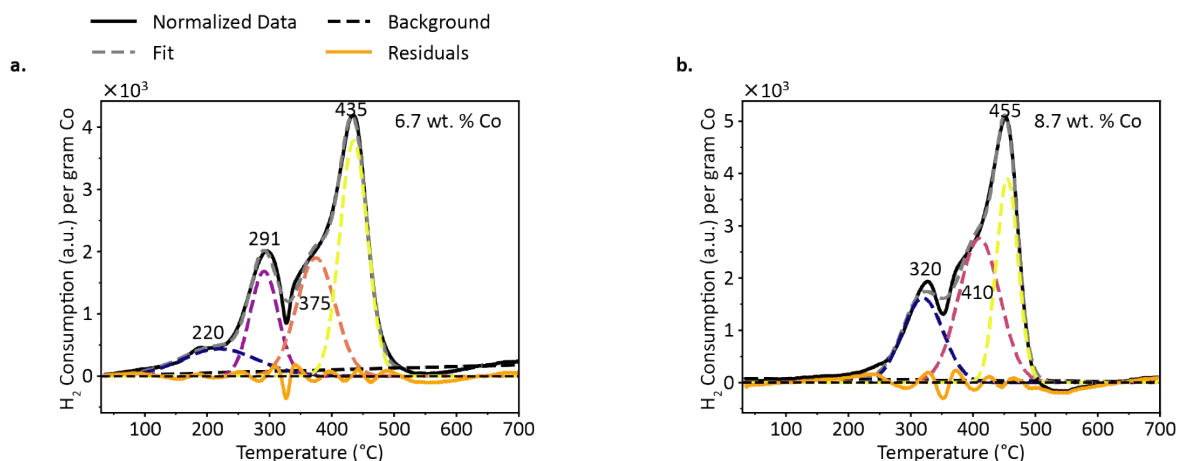 Normalized Data
Background
Fit
Residuals
a.
×10³
4
3
2
1
0
H₂ Consumption (a.u.) per gram Co
435
6.7 wt. % Co
291
375
220
100 200 300 400 500 600 700
Temperature (°C)
b.
×10³
5
4
3
2
1
0
H₂ Consumption (a.u.) per gram Co
455
8.7 wt. % Co
320
410
100 200 300 400 500 600 700
Temperature (°C)